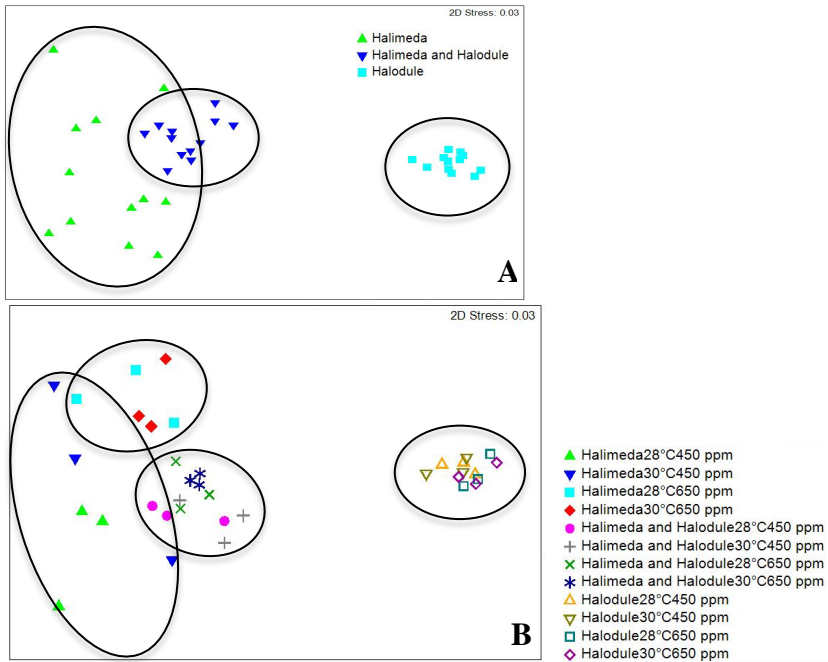 2D Stress: 0.03
Halimeda
Halimeda and Halodule
Halodule
A
2D Stress: 0.03
Halimeda28°C450 ppm
Halimeda30°C450 ppm
Halimeda28°C650 ppm
Halimeda30°C650 ppm
Halimeda and Halodule28°C450 ppm
Halimeda and Halodule30°C450 ppm
Halimeda and Halodule28°C650 ppm
Halimeda and Halodule30°C650 ppm
Halodule28°C450 ppm
Halodule30°C450 ppm
Halodule28°C650 ppm
Halodule30°C650 ppm
B